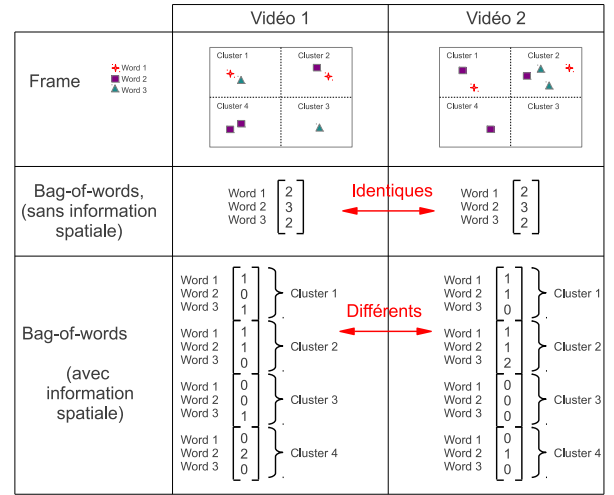 Vidéo 1
Vidéo 2
Frame
Word 1
Word 2
Word 3
Cluster 1
Cluster 2
Cluster 4
Cluster 3
Cluster 1
Cluster 2
Cluster 4
Cluster 3
Bag-of-words,
(sans information
spatiale)
Word 1 2
Word 2 3
Word 3 2
Identiques
Word 1 2
Word 2 3
Word 3 2
Bag-of-words
(avec
information
spatiale)
Word 1 1
Word 2 0 Cluster 1
Word 3 1
Word 1 1
Word 2 1 Cluster 2
Word 3 0
Word 1 0
Word 2 0 Cluster 3
Word 3 1
Word 1 0
Word 2 2 Cluster 4
Word 3 0
Différents
Word 1 1
Word 2 1 Cluster 1
Word 3 0
Word 1 1
Word 2 1 Cluster 2
Word 3 2
Word 1 0
Word 2 0 Cluster 3
Word 3 0
Word 1 0
Word 2 1 Cluster 4
Word 3 0